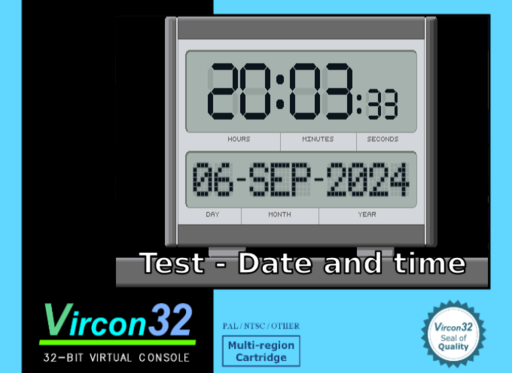 20:03:33
HOURS MINUTES SECONDS
06-SEP-2024
DAY MONTH YEAR
Test - Date and time
Vircon32
32-BIT VIRTUAL CONSOLE
PAL / NTSC / OTHER
Multi-region
Cartridge
Vircon32
Seal of
Quality